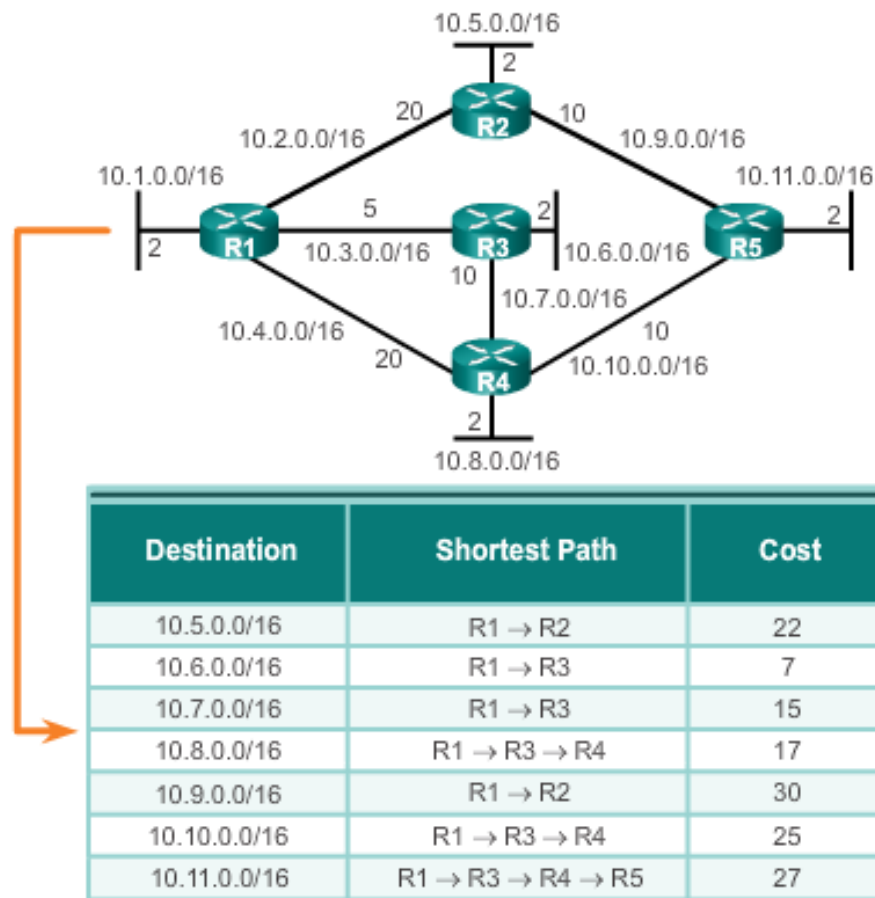 10.5.0.0/16
2
R2
20
10
10.2.0.0/16
10.9.0.0/16
10.1.0.0/16
10.11.0.0/16
5
2
2
2
R1
R3
R5
10.3.0.0/16
10.6.0.0/16
10
10.7.0.0/16
10.4.0.0/16
10
20
10.10.0.0/16
R4
2
10.8.0.0/16
Destination Shortest Path Cost
10.5.0.0/16 R1 → R2 22
10.6.0.0/16 R1 → R3 7
10.7.0.0/16 R1 → R3 15
10.8.0.0/16 R1 → R3 → R4 17
10.9.0.0/16 R1 → R2 30
10.10.0.0/16 R1 → R3 → R4 25
10.11.0.0/16 R1 → R3 → R4 → R5 27